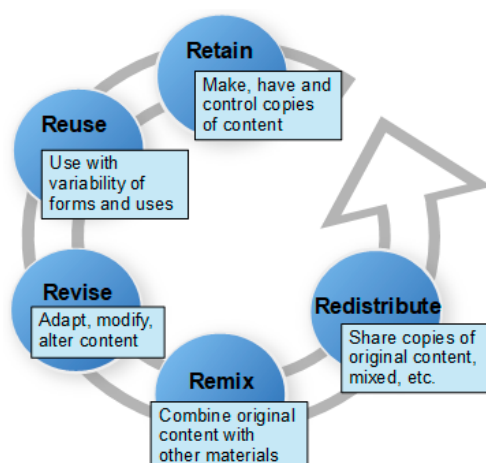 Retain
Make, have and
control copies
of content
Reuse
Use with
variability of
forms and uses
Revise
Adapt, modify,
alter content
Remix
Combine original
content with
other materials
Redistribute
Share copies of
original content,
mixed, etc.